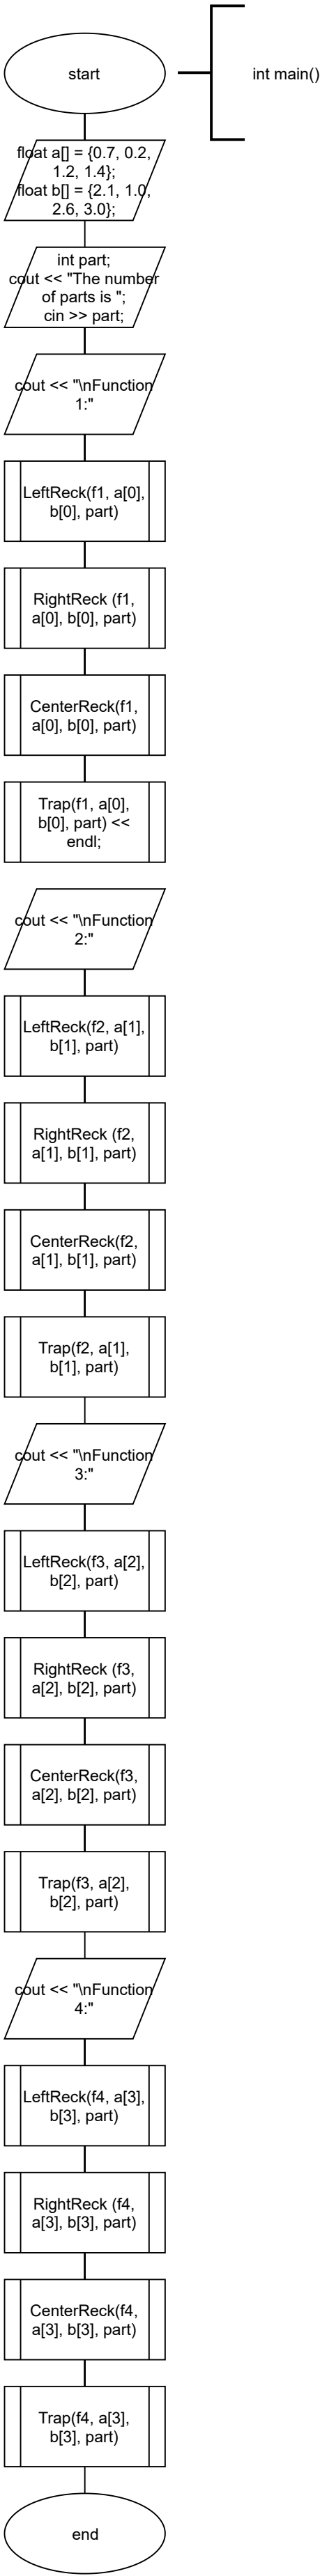 start
int main()
float a[] = {0.7, 0.2,
1.2, 1.4};
float b[] = {2.1, 1.0,
2.6, 3.0};
int part;
cout << "The number
of parts is ";
cin >> part;
cout << "\nFunction
1:"
LeftReck(f1, a[0],
b[0], part)
RightReck (f1,
a[0], b[0], part)
CenterReck(f1,
a[0], b[0], part)
Trap(f1, a[0],
b[0], part) <<
endl;
cout << "\nFunction
2:"
LeftReck(f2, a[1],
b[1], part)
RightReck (f2,
a[1], b[1], part)
CenterReck(f2,
a[1], b[1], part)
Trap(f2, a[1],
b[1], part)
cout << "\nFunction
3:"
LeftReck(f3, a[2],
b[2], part)
RightReck (f3,
a[2], b[2], part)
CenterReck(f3,
a[2], b[2], part)
Trap(f3, a[2],
b[2], part)
cout << "\nFunction
4:"
LeftReck(f4, a[3],
b[3], part)
RightReck (f4,
a[3], b[3], part)
CenterReck(f4,
a[3], b[3], part)
Trap(f4, a[3],
b[3], part)
end